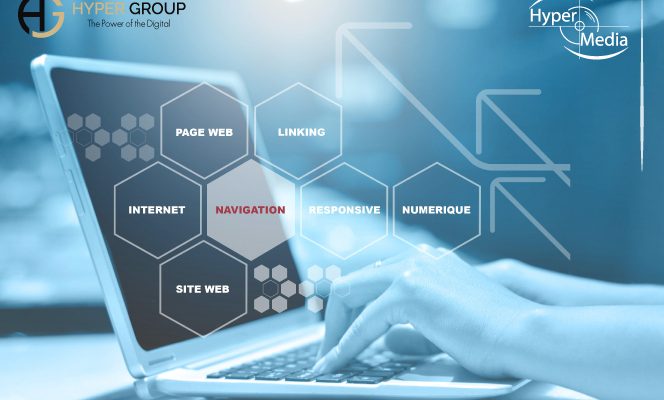 HYPER GROUP
The Power of the Digital
Hyper
Media
PAGE WEB
LINKING
INTERNET
NAVIGATION
RESPONSIVE
NUMERIQUE
SITE WEB